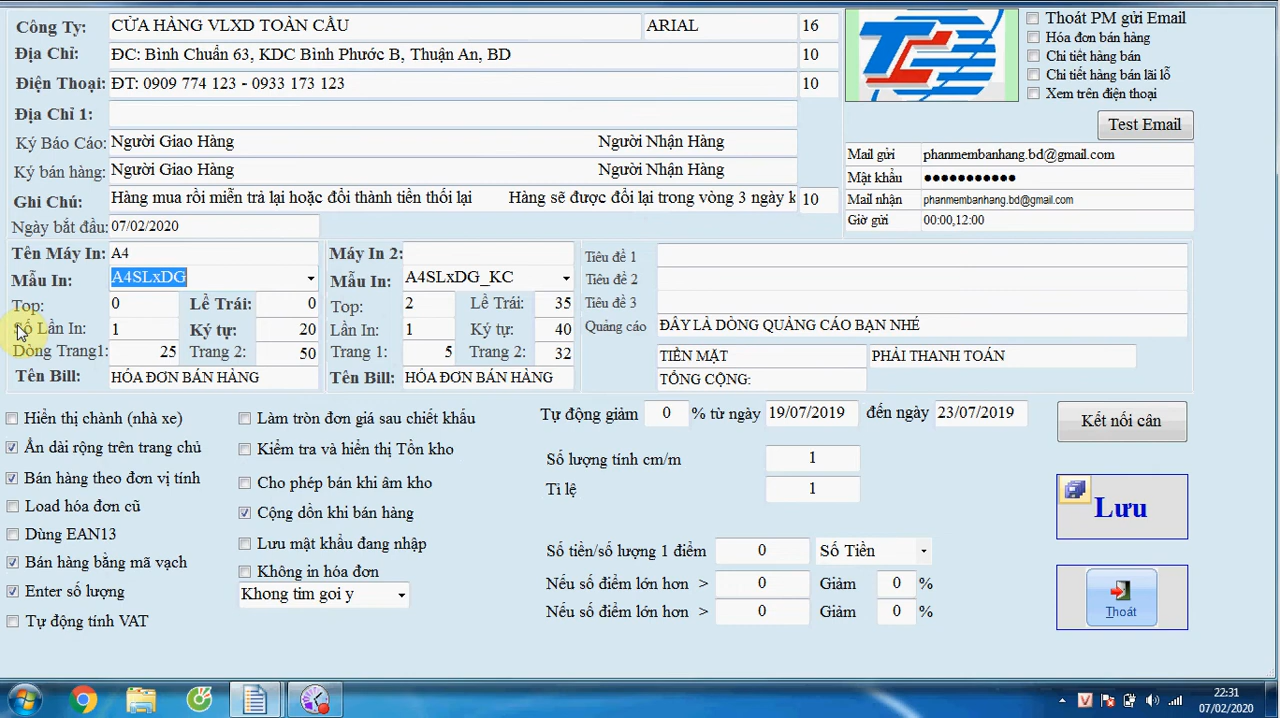 Công Ty: CỬA HÀNG VLXD TOÀN CẦU ARIAL 16
Địa Chỉ: ĐC: Bình Chuẩn 65, KDC Bình Phước B, Thuận An, BD 10
Điện Thoại: ĐT: 0909 774 123 - 0933 173 123 10
Địa Chỉ 1:
Ký Báo Cáo: Người Giao Hàng Người Nhận Hàng
Ký bán hàng: Người Giao Hàng Người Nhận Hàng
Ghi Chú: Hàng mua rồi miễn trả lại hoặc đổi thành tiền thối lại Hàng sẽ được đổi lại trong vòng 3 ngày k 10
Ngày bắt đầu: 07/02/2020
TCE
Thoát PM gửi Email
Hóa đơn bán hàng
Chi tiết hàng bán
Chi tiết hàng bán lãi lỗ
Xem trên điện thoại
Test Email
Mail gửi phanmembanhang.bd@gmail.com
Mật khẩu ●●●●●●●●●●●
Mail nhận phanmembanhang.bd@gmail.com
Giờ gửi 00:00,12:00
Tên Máy In: A4
Mẫu In: A4SLxDG
Top: 0 Lề Trái: 0
Số Lần In: 1 Ký tự: 20
Dòng Trang1: 25 Trang 2: 50
Tên Bill: HÓA ĐƠN BÁN HÀNG
Máy In 2:
Mẫu In: A4SLxDG_KC
Top: 2 Lề Trái: 35
Lần In: 1 Ký tự: 40
Trang 1: 5 Trang 2: 32
Tên Bill: HÓA ĐƠN BÁN HÀNG
Tiêu đề 1
Tiêu đề 2
Tiêu đề 3
Quảng cáo ĐÂY LÀ DÒNG QUẢNG CÁO BẠN NHÉ
TIỀN MẶT PHẢI THANH TOÁN
TỔNG CỘNG:
Hiển thị chành (nhà xe)
Ẩn dài rộng trên trang chủ
Bán hàng theo đơn vị tính
Load hóa đơn cũ
Dùng EAN13
Bán hàng bằng mã vạch
Enter số lượng
Tự động tính VAT
Làm tròn đơn giá sau chiết khấu
Kiểm tra và hiển thị Tồn kho
Cho phép bán khi âm kho
Cộng dồn khi bán hàng
Lưu mật khẩu đang nhập
Không in hóa đơn
Khong tim goi y
Tự động giảm 0 % từ ngày 19/07/2019 đến ngày 23/07/2019
Số lượng tính cm/m 1
Tỉ lệ 1
Số tiền/số lượng 1 điểm 0 Số Tiền
Nếu số điểm lớn hơn > 0 Giảm 0 %
Nếu số điểm lớn hơn > 0 Giảm 0 %
Kết nối cân
Lưu
Thoát
V
22:31
07/02/2020